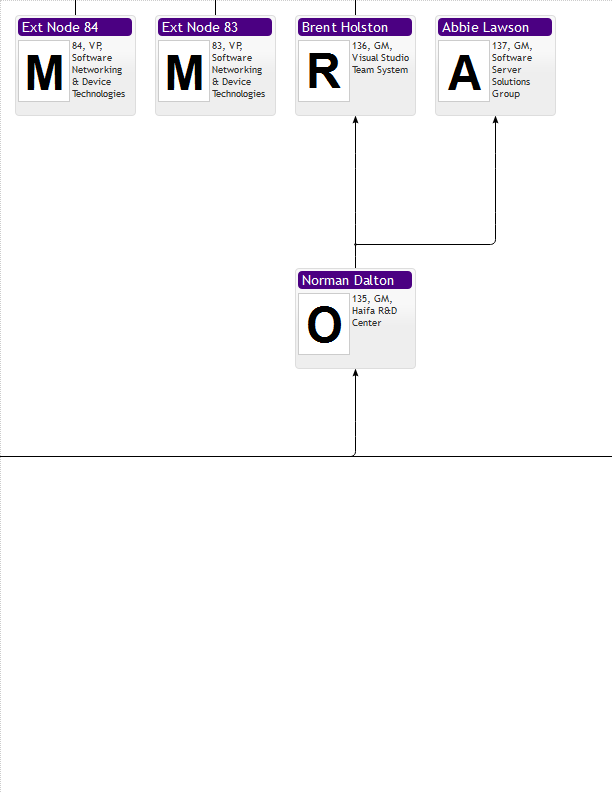 Ext Node 84
M
84, VP,
Software
Networking
& Device
Technologies
Ext Node 83
M
83, VP,
Software
Networking
& Device
Technologies
Brent Holston
R
136, GM,
Visual Studio
Team System
Abbie Lawson
A
137, GM,
Software
Server
Solutions
Group
Norman Dalton
O
135, GM,
Haifa R&D
Center